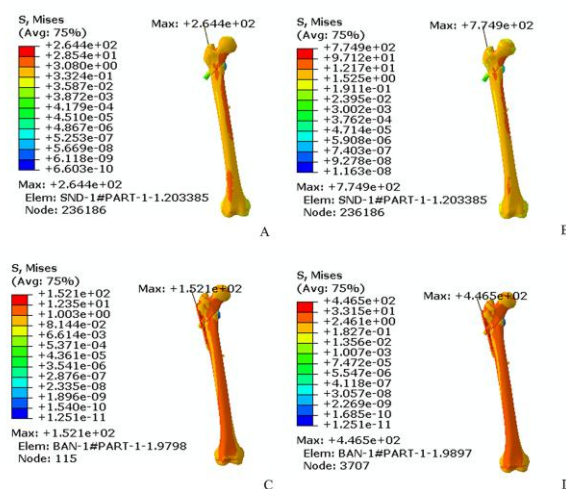 S, Mises
(Avg: 75%)
+2.644e+02
+2.854e+01
+3.080e+00
+3.324e-01
+3.587e-02
+3.872e-03
+4.179e-04
+4.510e-05
+4.867e-06
+5.253e-07
+5.669e-08
+6.118e-09
+6.603e-10
Max: +2.644e+02
Elem: SND-1#PART-1-1.203385
Node: 236186
Max: +2.644e+02
A
S, Mises
(Avg: 75%)
+7.749e+02
+9.712e+01
+1.217e+01
+1.525e+00
+1.911e-01
+2.395e-02
+3.002e-03
+3.762e-04
+4.714e-05
+5.908e-06
+7.403e-07
+9.278e-08
+1.163e-08
Max: +7.749e+02
Elem: SND-1#PART-1-1.203385
Node: 236186
Max: +7.749e+02
S, Mises
(Avg: 75%)
+1.521e+02
+1.235e+01
+1.003e+00
+8.144e-02
+6.614e-03
+5.371e-04
+4.361e-05
+3.541e-06
+2.876e-07
+2.335e-08
+1.896e-09
+1.540e-10
+1.251e-11
Max: +1.521e+02
Elem: BAN-1#PART-1-1.9798
Node: 115
Max: +1.521e+02
C
S, Mises
(Avg: 75%)
+4.465e+02
+3.315e+01
+2.461e+00
+1.827e-01
+1.356e-02
+1.007e-03
+7.472e-05
+5.547e-06
+4.118e-07
+3.057e-08
+2.269e-09
+1.685e-10
+1.251e-11
Max: +4.465e+02
Elem: BAN-1#PART-1-1.9897
Node: 3707
Max: +4.465e+02